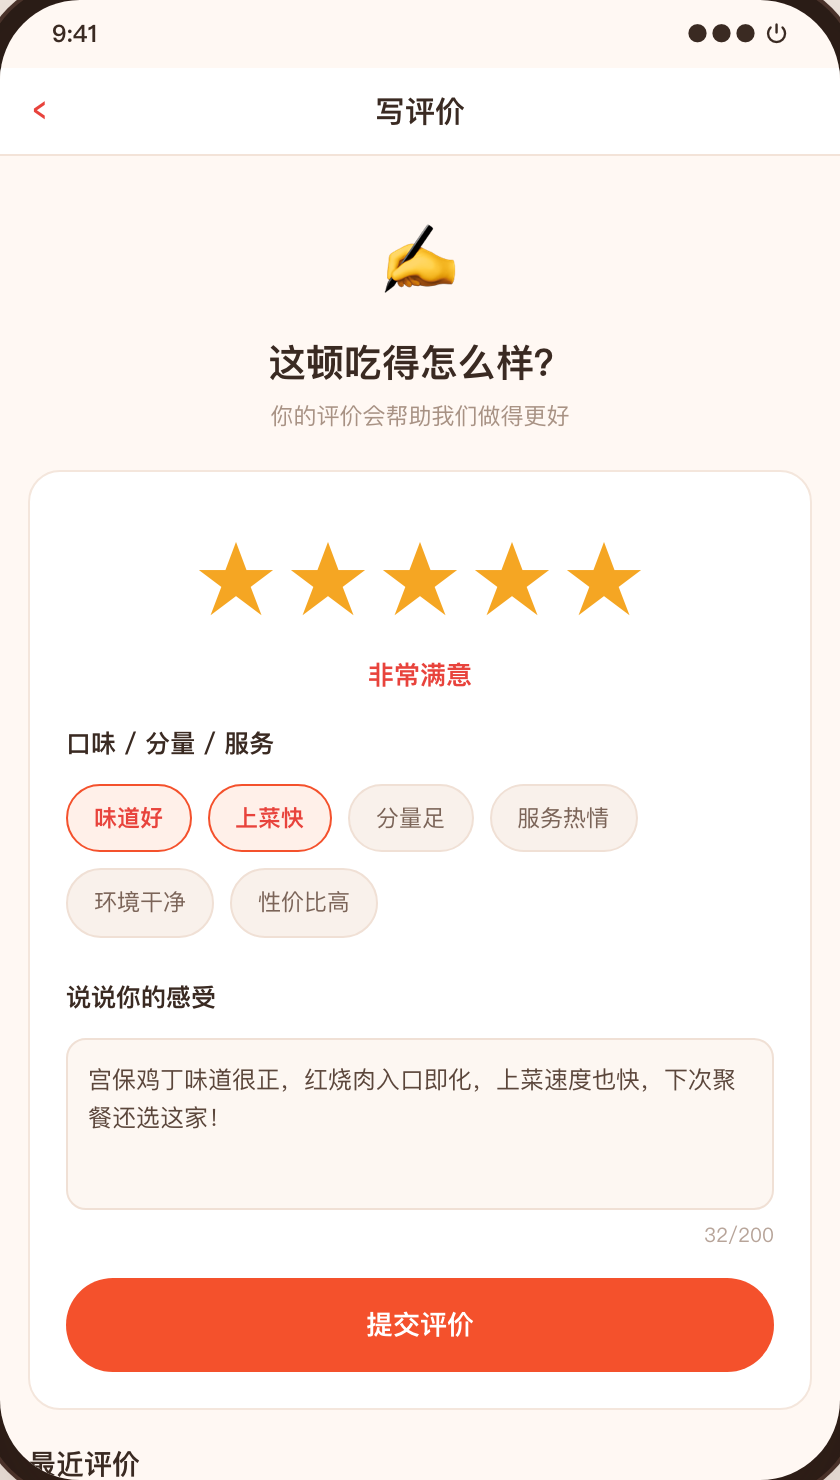 9:41
写评价
这顿吃得怎么样?
你的评价会帮助我们做得更好
非常满意
口味 / 分量 / 服务
味道好 上菜快 分量足 服务热情
环境干净 性价比高
说说你的感受
宫保鸡丁味道很正，红烧肉入口即化，上菜速度也快，下次聚
餐还选这家！
32/200
提交评价
最近评价